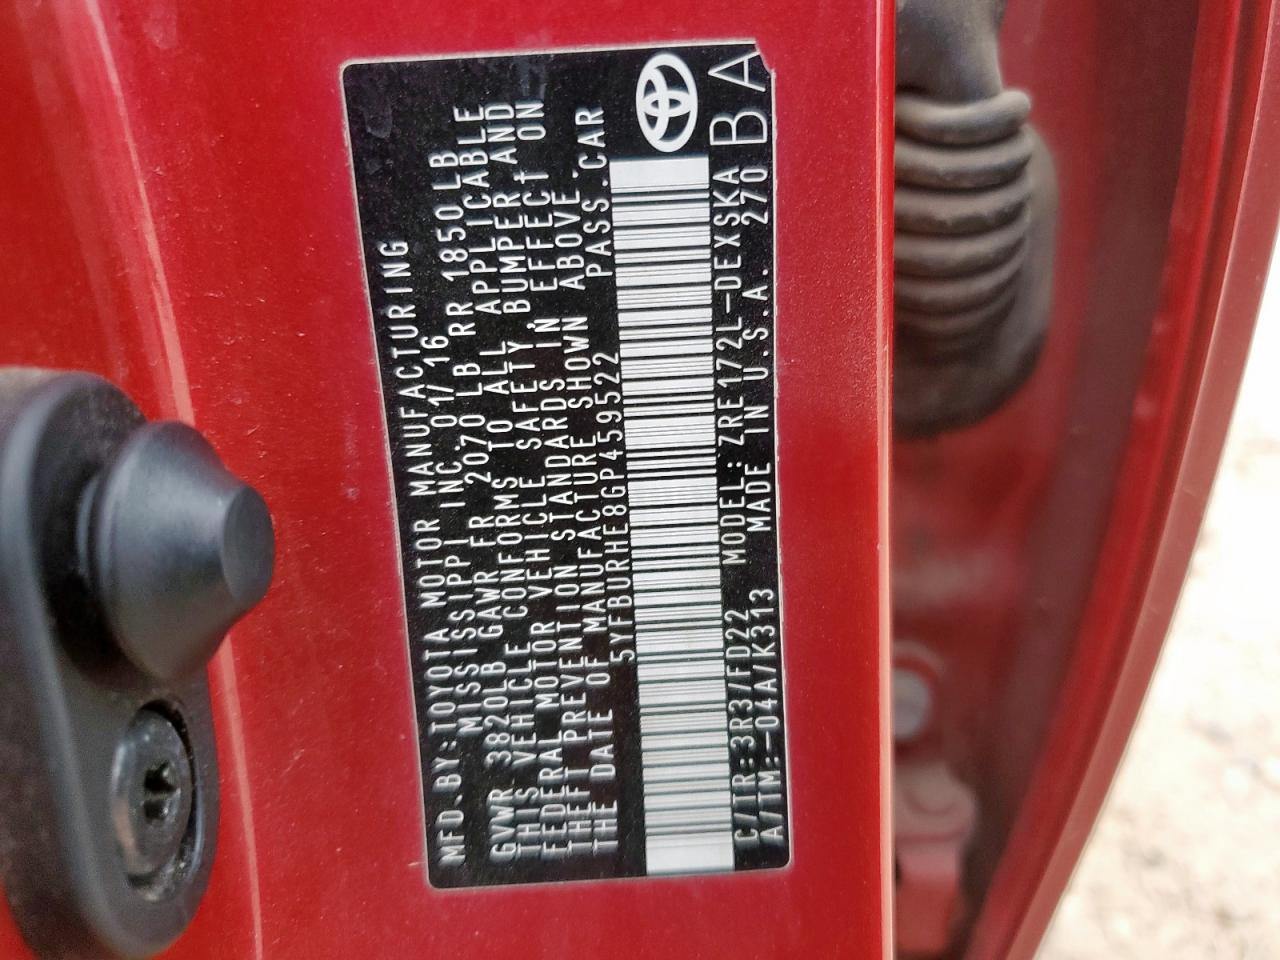 MFD.BY:TOYOTA MOTOR MANUFACTURING
MISSISSIPPI INC. 01/16
GVWR 3820LB GAWR FR 2070 LB RR 1850LB
THIS VEHICLE CONFORMS TO ALL APPLICABLE
FEDERAL MOTOR VEHICLE SAFETY, BUMPER,AND
THEFT PREVENTION STANDARDS IN EFFECT ON
THE DATE OF MANUFACTURE SHOWN ABOVE.
5YFBURHE8GP459522 PASS.CAR
C/TR:3R3/FD22 MODEL:ZRE172L-DEXSKA
A/TM:-04A/K313 MADE IN U.S.A. 270
BA